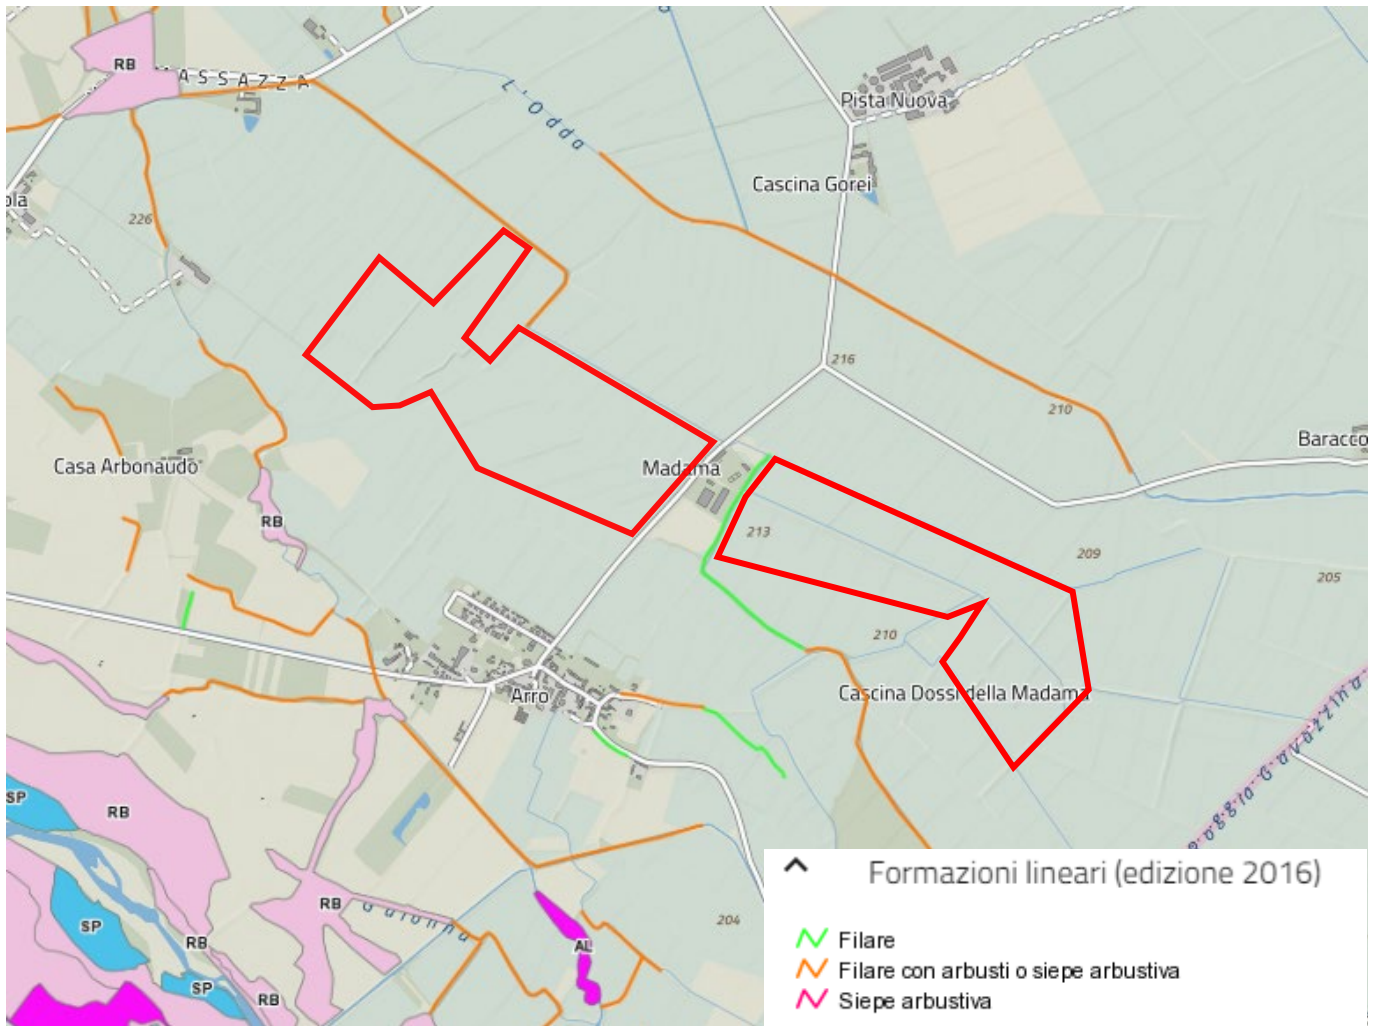 RB
ASSAZZA
L'Odda
Pista Nuova
Cascina Gorei
ola
226
216
210
Baracco
Casa Arbonaudo
Madama
RB
213
209
205
210
Arro
Cascina Dossi della Madama
SP
RB
RB
SP
204
RB
AL
SP
RB
Formazioni lineari (edizione 2016)
Filare
Filare con arbusti o siepe arbustiva
Siepe arbustiva